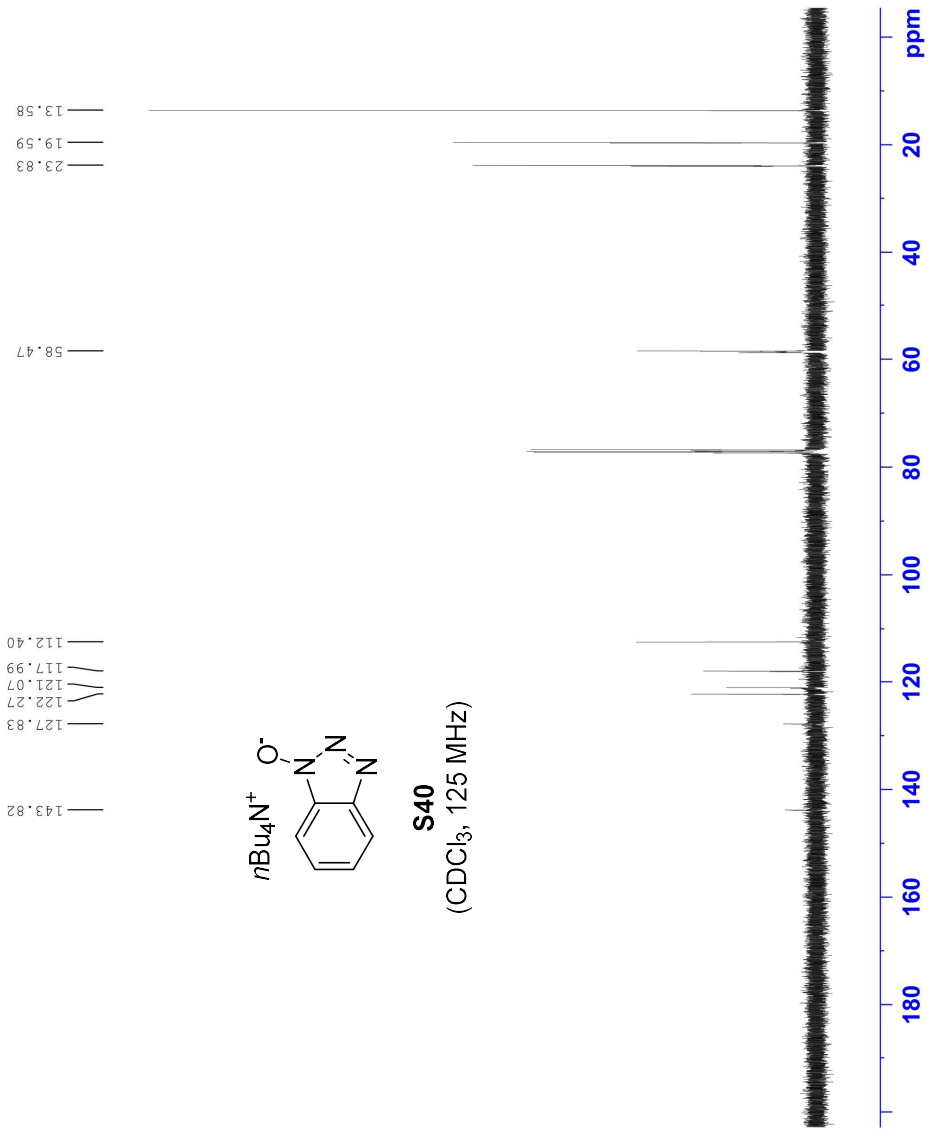 143.82
127.83
122.27
121.07
117.99
112.40
58.47
23.83
19.59
13.58
nBu₄N⁺
O⁻
N
N
N
S40
(CDCl₃, 125 MHz)
180 160 140 120 100 80 60 40 20 ppm